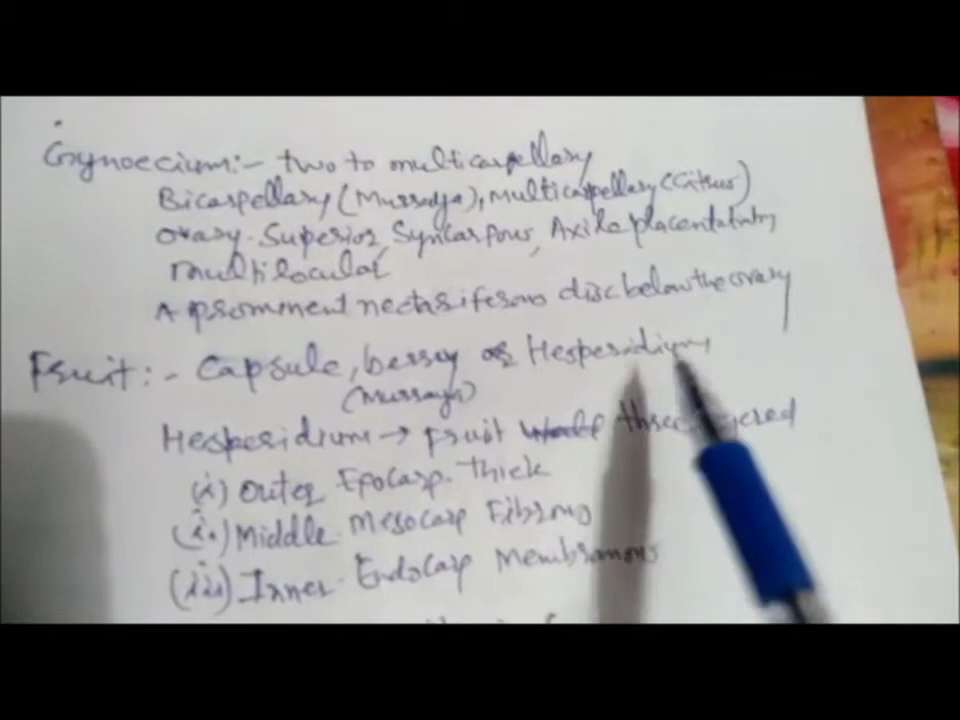 Gynoecium:- two to multicarpellary
Bicarpellary (Murraya), Multicarpellary (Citrus)
Ovary. Superior, Syncarpous, Axile placentation,
multilocular
A prominent nectariferous disc below the ovary
Fruit:- Capsule, berry or Hesperidium
(Murraya)
Hesperidium → Fruit wall three layered
(i) Outer Epocarp. Thick
(ii) Middle. Mesocarp Fibrous
(iii) Inner. Endocarp Membranous